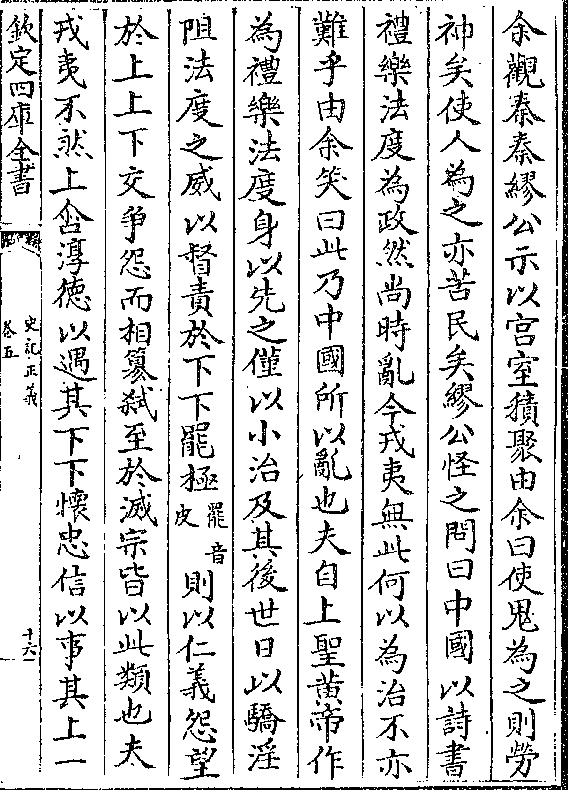 余觀秦秦繆公示以宫室積聚由余曰使鬼為之則勞
神矣使人為之亦苦民矣繆公怪之問曰中國以詩書
禮樂法度為政然尚時亂今戎夷無此何以為治不亦
難乎由余笑曰此乃中國所以亂也夫自上聖黃帝作
為禮樂法度身以先之僅以小治及其後世日以驕淫
阻法度之威以督責於下下罷極罷音皮則以仁義怨望
於上上下交爭怨而相簒弑至於滅宗皆以此類也夫
戎夷不然上含淳德以遇其下下懷忠信以事其上一
欽定四庫全書
史記正義
卷五
十六